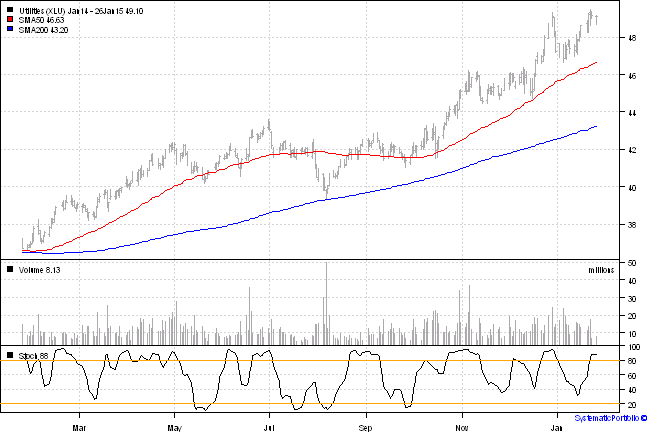 Utilities (XLU) Jan14 - 26Jan15 49.10
SMA50 46.63
SMA200 43.20
48
46
44
42
40
38
Volume 8.13
millions
50
40
30
20
10
Stoch 88
100
80
60
40
20
Mar May Jul Sep Nov Jan
SystematicPortfolio ©